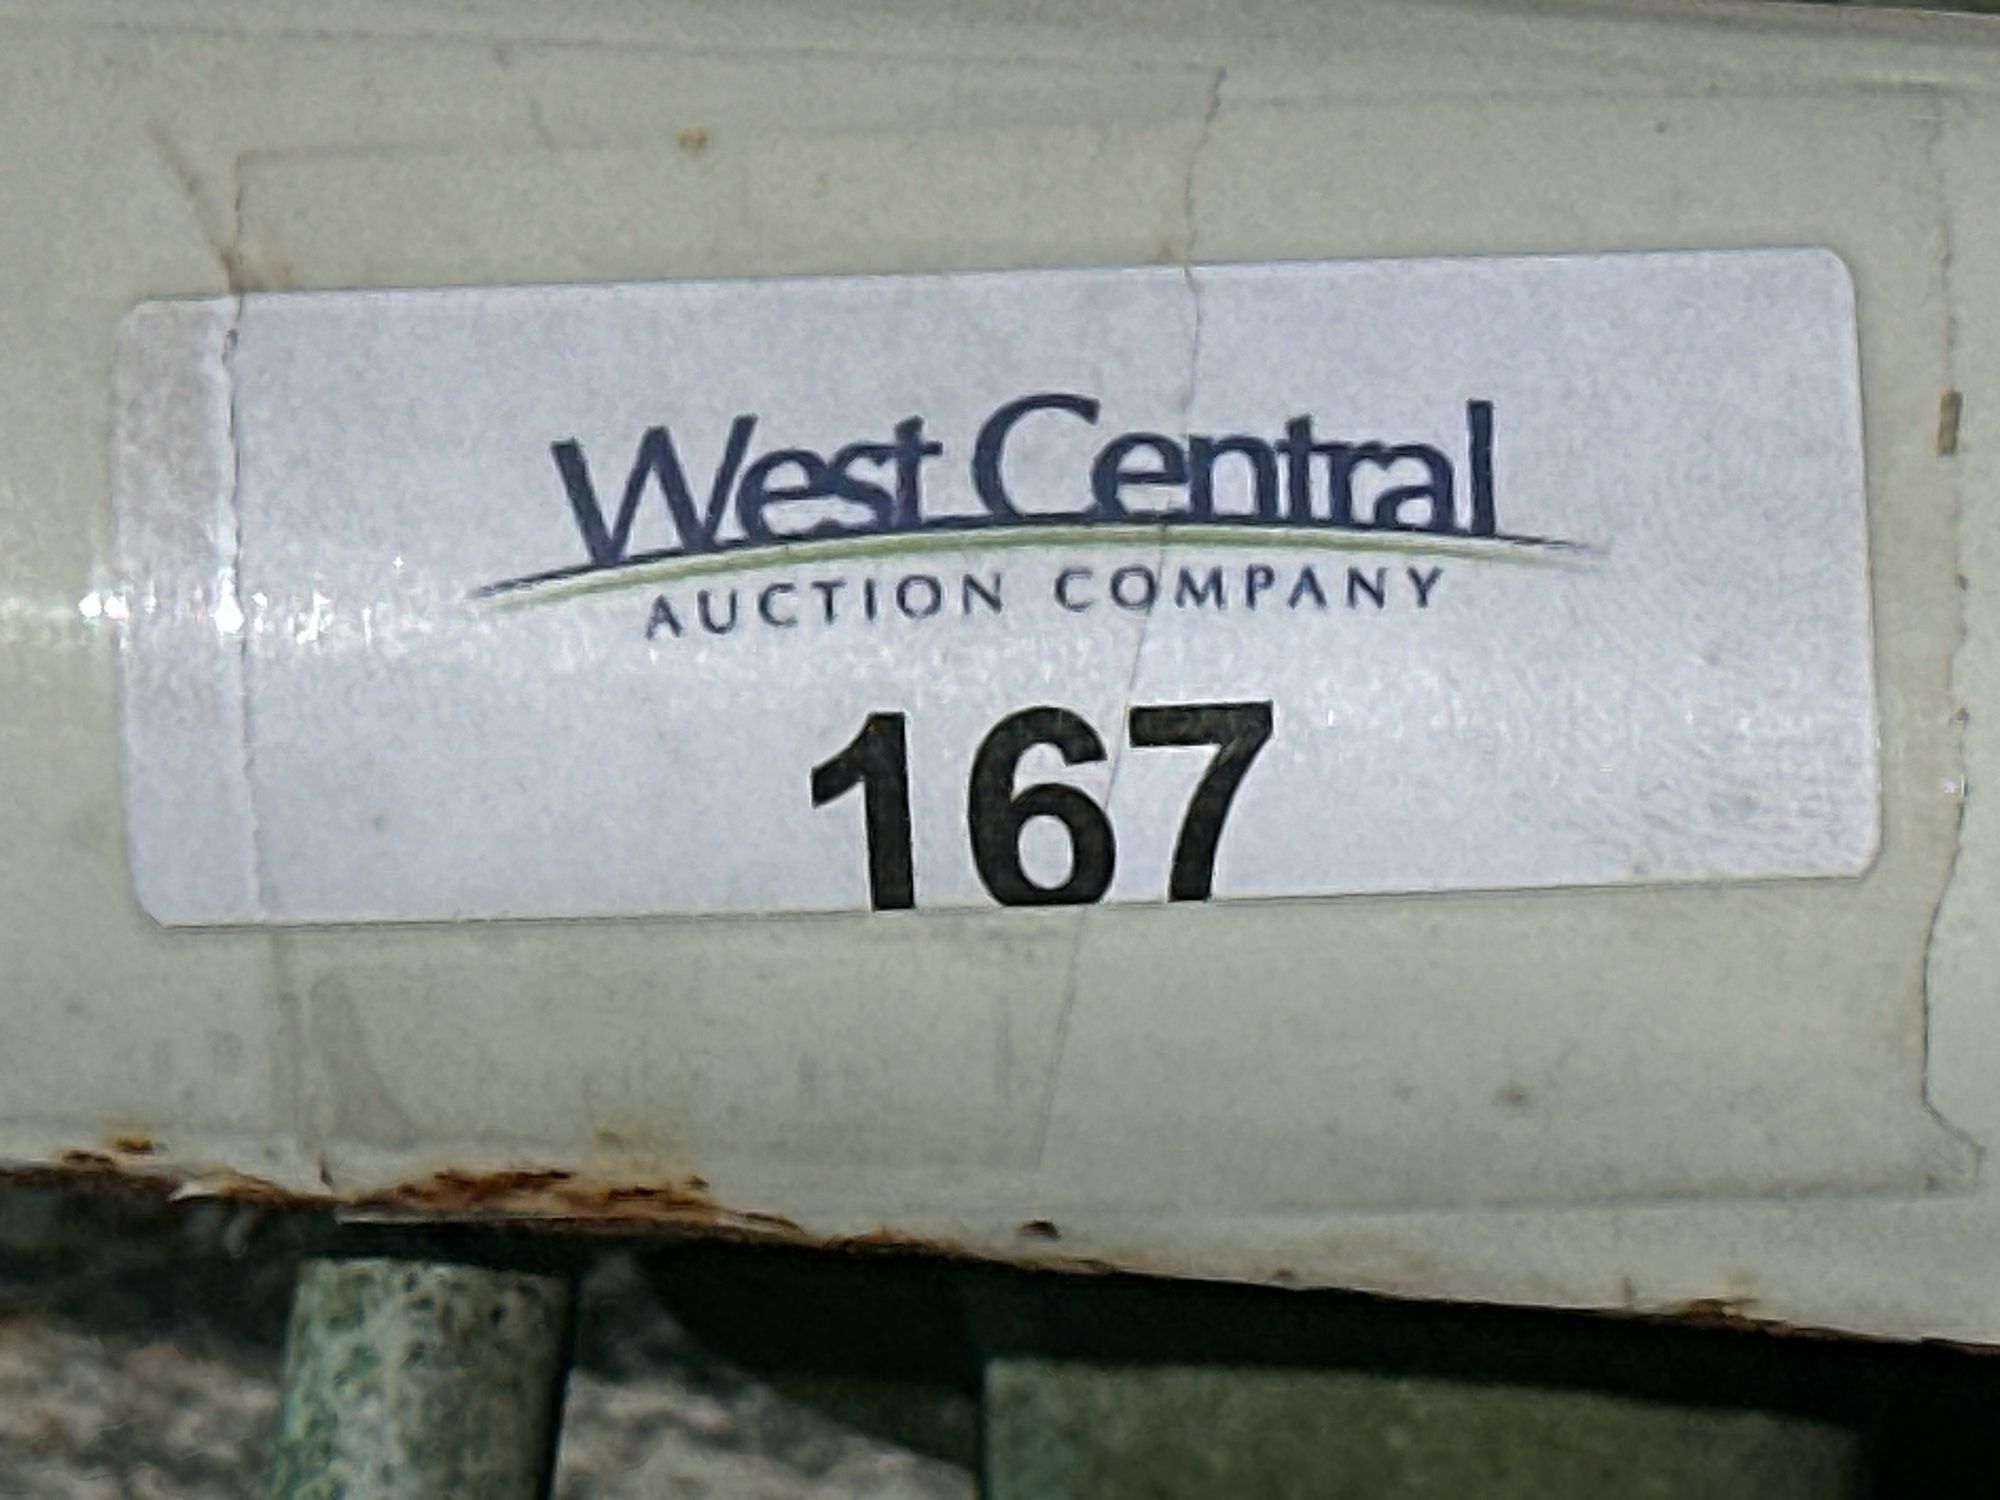 West Central
AUCTION COMPANY
167